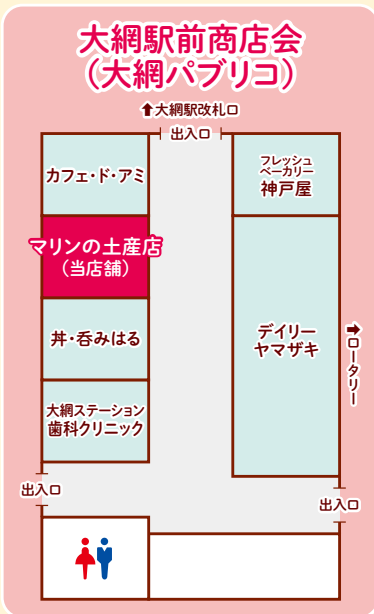 大網駅前商店会
(大網パブリコ)
⬆大網駅改札口
出入口
カフェ・ド・アミ
フレッシュ
ベーカリー
神戸屋
マリンの土産店
(当店舗)
丼・呑みはる
デイリー
ヤマザキ
➡ロータリー
大網ステーション
歯科クリニック
出入口
出入口